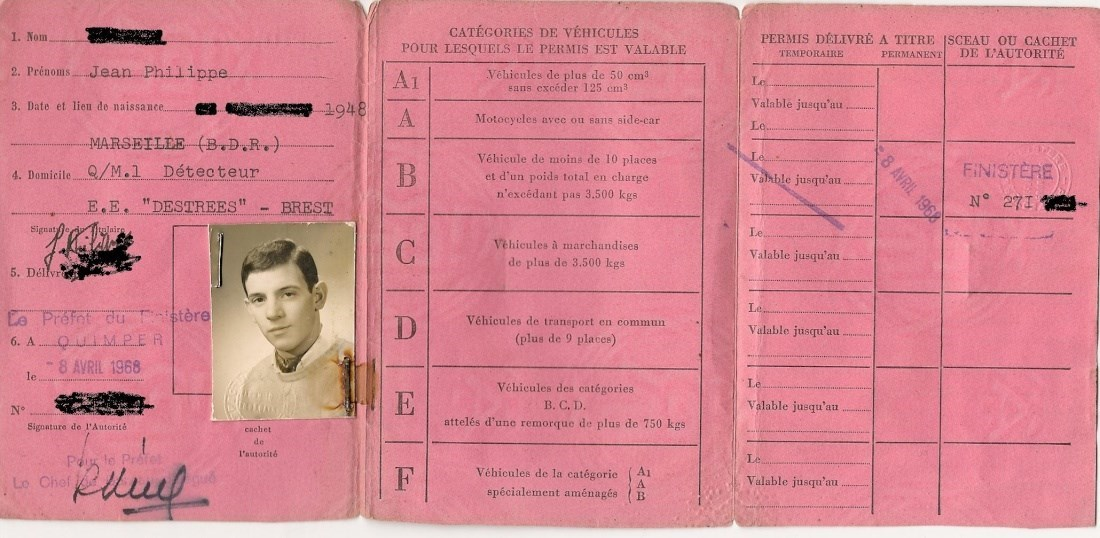 1. Nom
2. Prénoms Jean Philippe
3. Date et lieu de naissance 1948
MARSEILLE (B.D.R.)
4. Domicile Q/M.1 Détecteur
E.E. "DESTREES" - BREST
Signature du titulaire
5. Délivré
Le Préfet du Finistère
6. A QUIMPER
le - 8 AVRIL 1968
N°
Signature de l'Autorité
cachet
de
l'autorité
Pour le Préfet
Le Chef
CATÉGORIES DE VÉHICULES
POUR LESQUELS LE PERMIS EST VALABLE
A1 Véhicules de plus de 50 cm³
sans excéder 125 cm³
A Motocycles avec ou sans side-car
B Véhicule de moins de 10 places
et d'un poids total en charge
n'excédant pas 3.500 kgs
C Véhicules à marchandises
de plus de 3.500 kgs
D Véhicules de transport en commun
(plus de 9 places)
E Véhicules des catégories
B. C. D.
attelés d'une remorque de plus de 750 kgs
F Véhicules de la catégorie
spécialement aménagés
A1
A
B
PERMIS DÉLIVRÉ A TITRE
TEMPORAIRE PERMANENT
SCEAU OU CACHET
DE L'AUTORITÉ
Le
Valable jusqu'au
Le
Le
Valable jusqu'au
- 8 AVRIL 1968
FINISTÈRE
N° 271
Le
Valable jusqu'au
Le
Valable jusqu'au
Le
Valable jusqu'au
Le
Valable jusqu'au